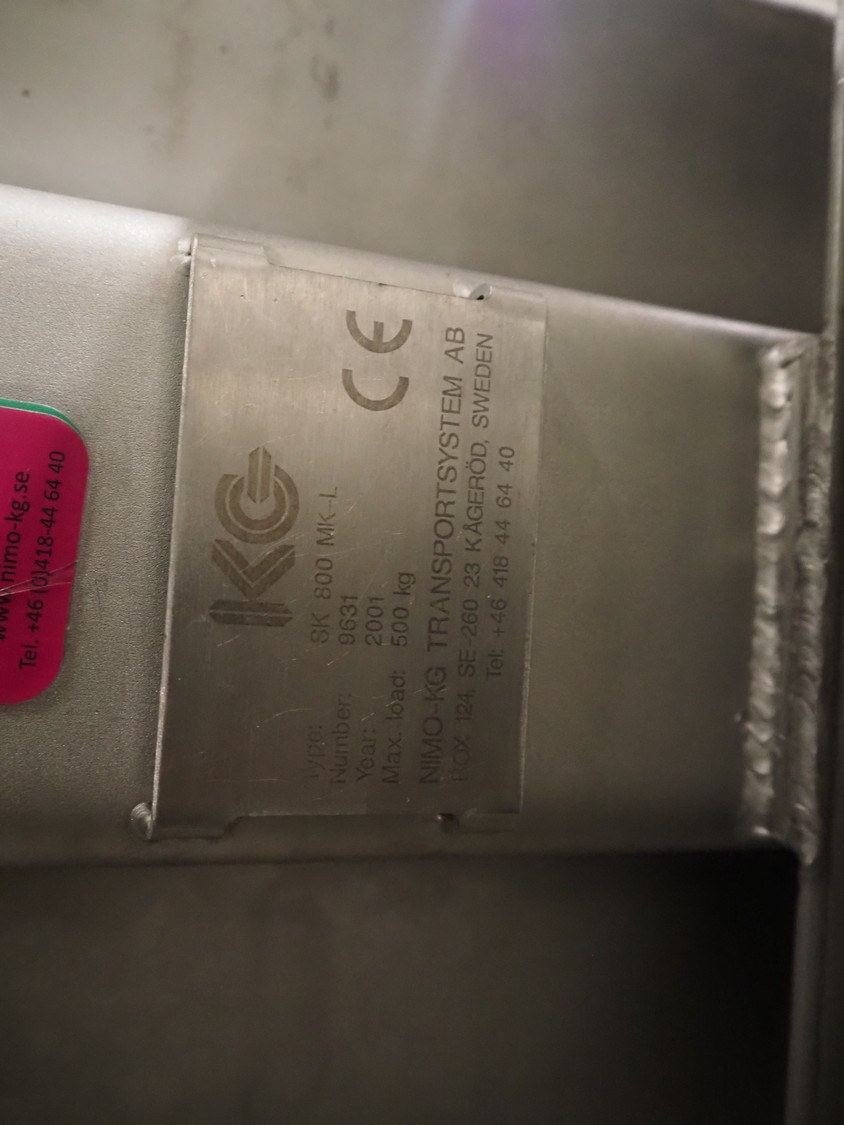 KG
CE
Type: SK 800 MK-L
Number: 9631
Year: 2001
Max. load: 500 kg
NIMO-KG TRANSPORTSYSTEM AB
BOX 124, SE-260 23 KÅGERÖD, SWEDEN
Tel: +46 418 44 64 40
www.nimo-kg.se
Tel. +46 (0)418-44 64 40